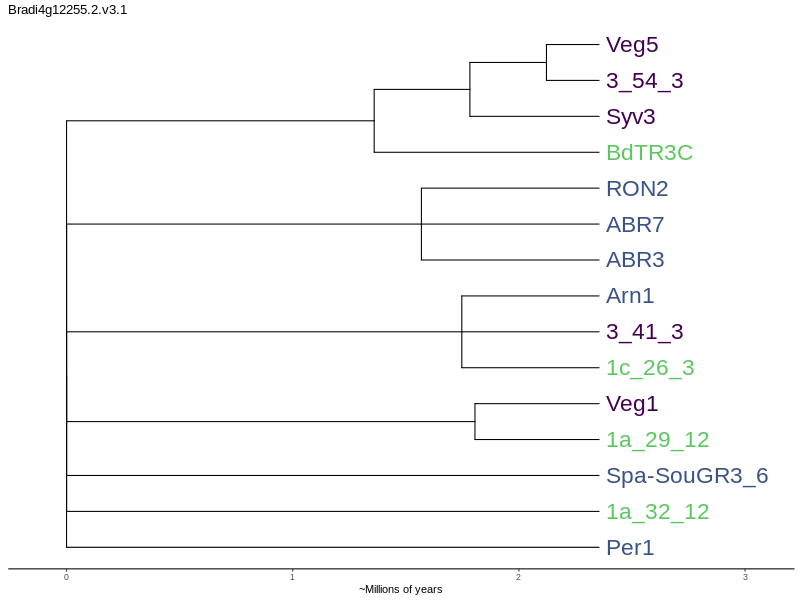 Bradi4g12255.2.v3.1
Veg5
3_54_3
Syv3
BdTR3C
RON2
ABR7
ABR3
Arn1
3_41_3
1c_26_3
Veg1
1a_29_12
Spa-SouGR3_6
1a_32_12
Per1
0 1 2 3
~Millions of years